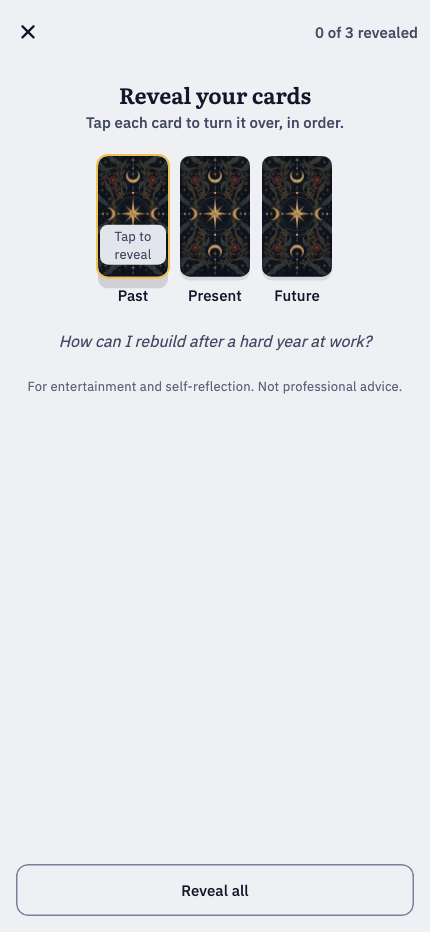 0 of 3 revealed
Reveal your cards
Tap each card to turn it over, in order.
Tap to
reveal
Past
Present
Future
How can I rebuild after a hard year at work?
For entertainment and self-reflection. Not professional advice.
Reveal all